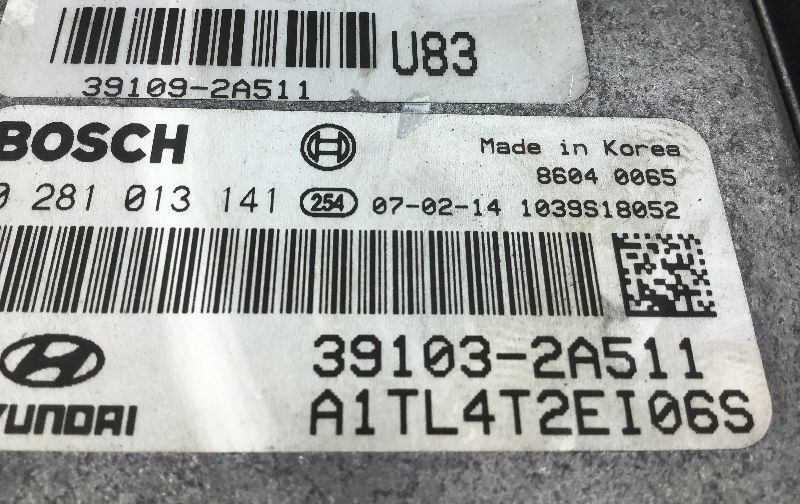 U83
39109-2A511
BOSCH
Made in Korea
8604 0065
281 013 141 254 07-02-14 1039S18052
39103-2A511
HYUNDAI
A1TL4T2EI06S